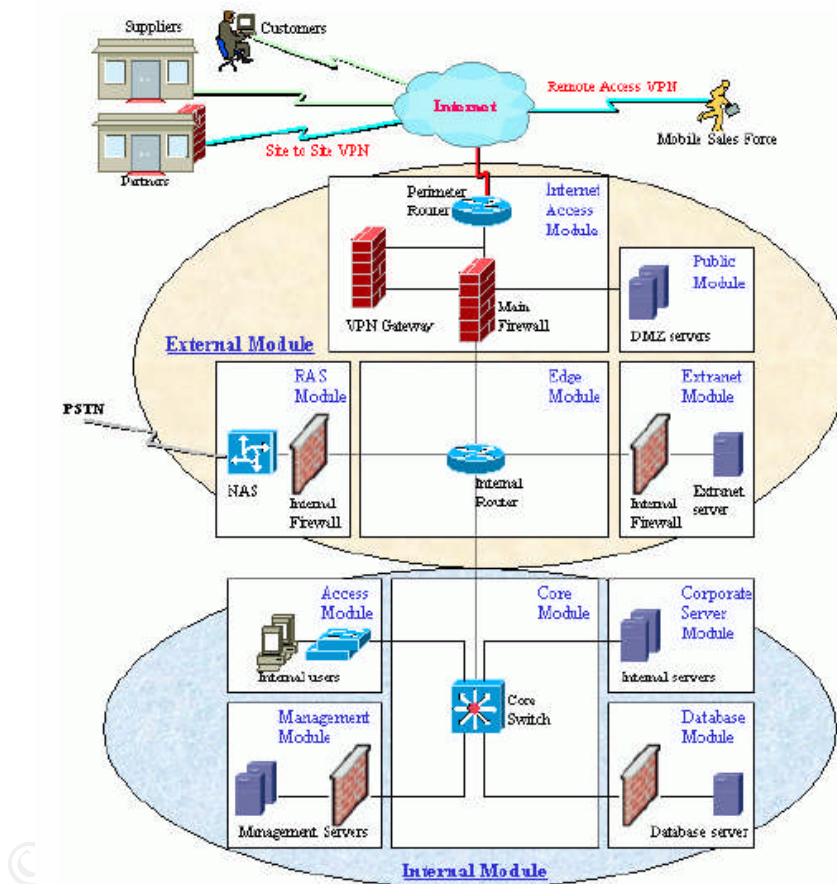 Suppliers
Customers
Internet
Remote Access VPN
Mobile Sales Force
Site to Site VPN
Partners
Perimeter
Router
Internet
Access
Module
VPN Gateway
Main
Firewall
Public
Module
DMZ servers
External Module
RAS
Module
Edge
Module
Extranet
Module
PSTN
NAS
Internal
Firewall
Internal
Router
Internal
Firewall
Extranet
server
Access
Module
Core
Module
Corporate
Server
Module
Internal users
Internal servers
Core
Switch
Management
Module
Database
Module
Management Servers
Database server
Internal Module
©